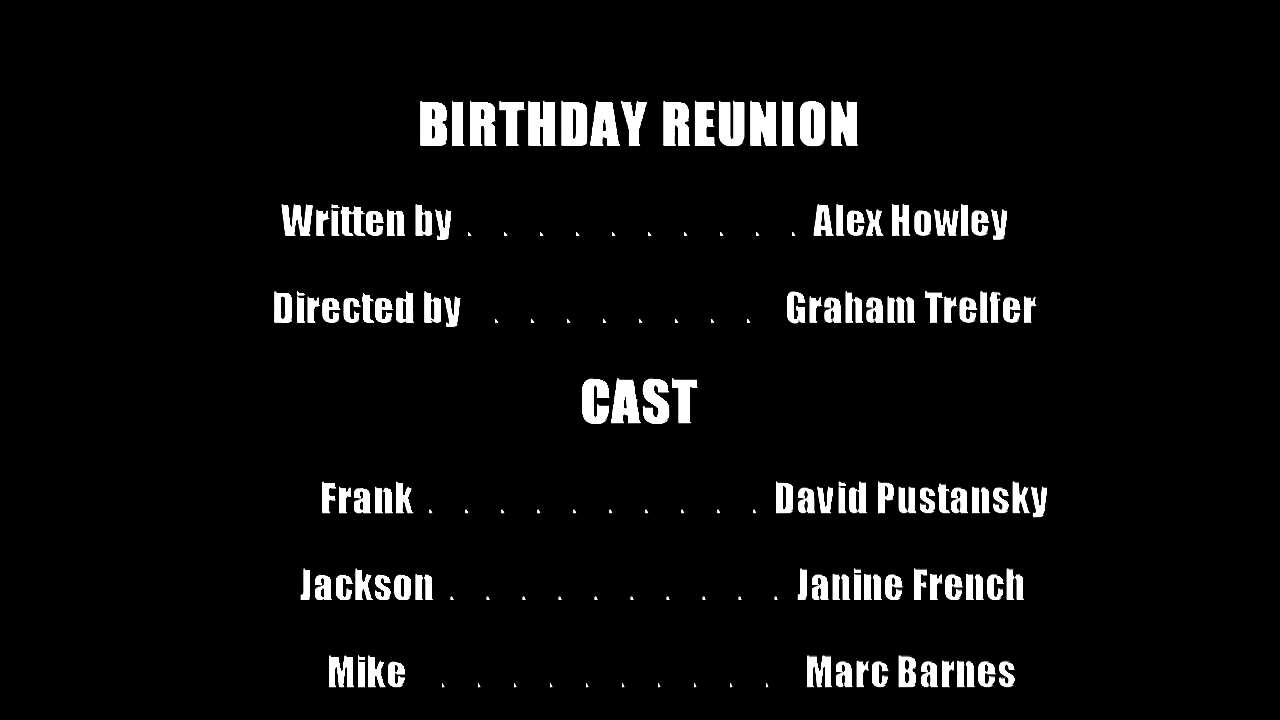 BIRTHDAY REUNION
Written by . . . . . . . . . . Alex Howley
Directed by . . . . . . . . Graham Trelfer
CAST
Frank . . . . . . . . . . David Pustansky
Jackson . . . . . . . . . . Janine French
Mike . . . . . . . . . . Marc Barnes